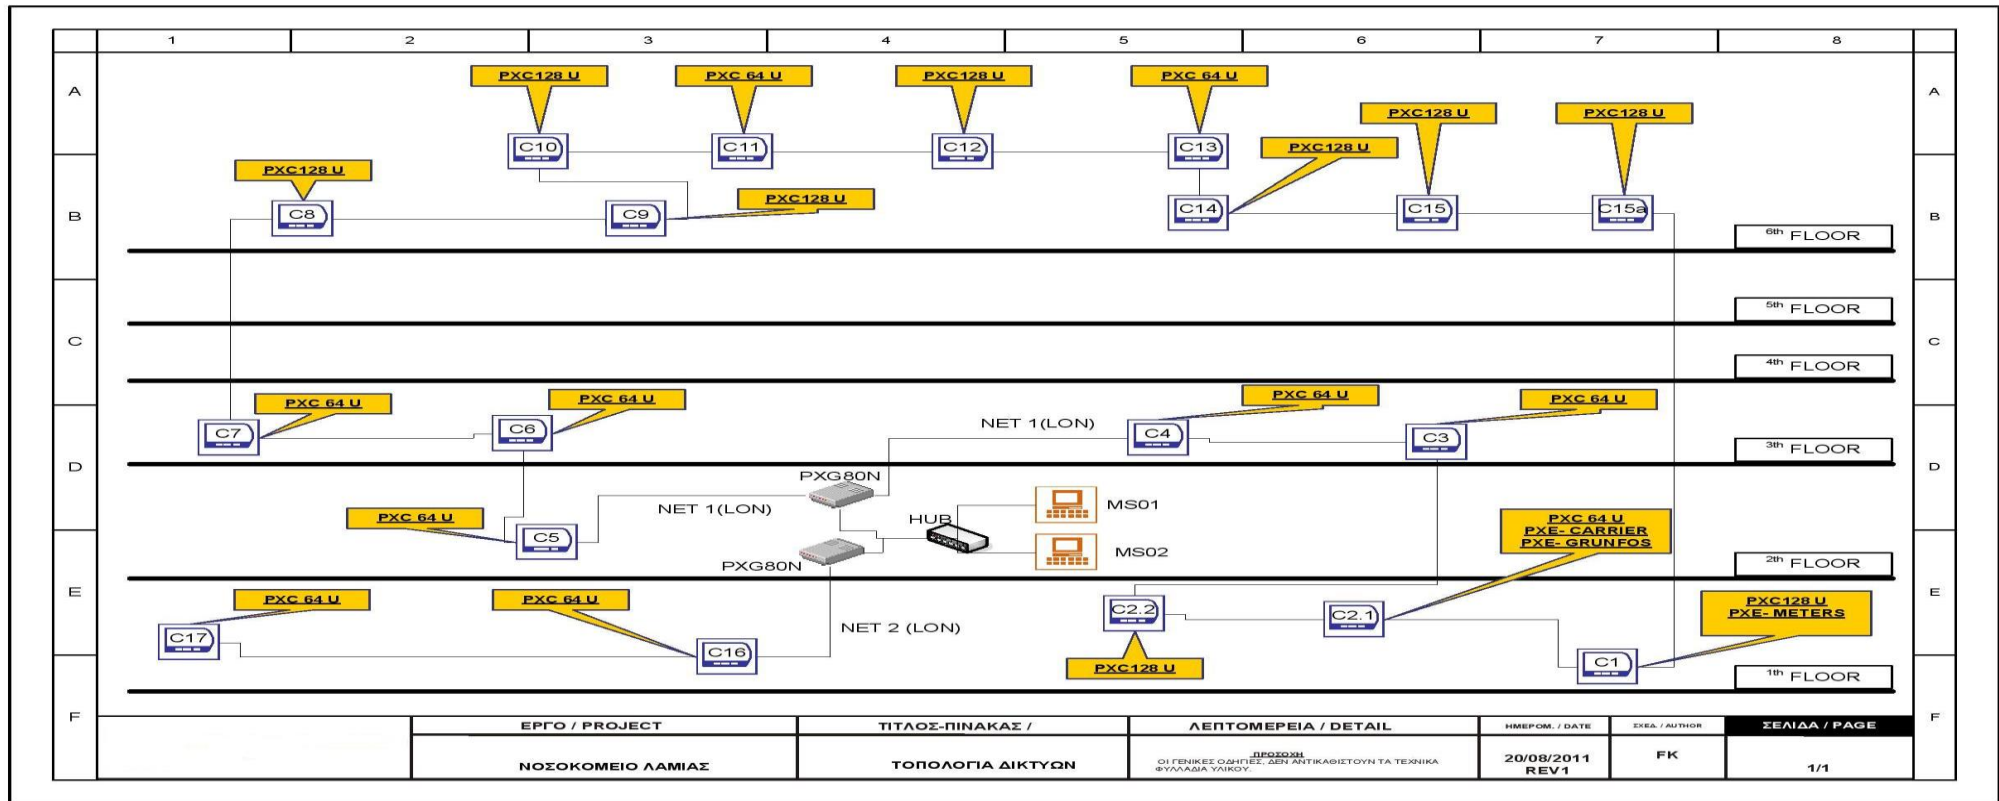 1 2 3 4 5 6 7 8
A A
PXC128 U PXC 64 U PXC128 U PXC 64 U
PXC128 U PXC128 U
C10 C11 C12 C13
PXC128 U
PXC128 U
PXC128 U
B C8 C9 C14 C15 C15a B
6th FLOOR
5th FLOOR
C C
4th FLOOR
PXC 64 U PXC 64 U PXC 64 U PXC 64 U
C7 C6 NET 1(LON) C4 C3
3th FLOOR
D D
PXG80N
NET 1(LON)
MS01
PXC 64 U
HUB
C5
PXC 64 U
PXE- CARRIER
PXE- GRUNFOS
MS02
PXG80N
2th FLOOR
E E
PXC 64 U PXC 64 U
PXC128 U
PXE- METERS
C2.2 C2.1
NET 2 (LON)
C17 C16 C1
PXC128 U
1th FLOOR
F F
ΕΡΓΟ / PROJECT ΤΙΤΛΟΣ-ΠΙΝΑΚΑΣ / ΛΕΠΤΟΜΕΡΕΙΑ / DETAIL ΗΜΕΡΟΜ. / DATE ΣΧΕΔ. / AUTHOR ΣΕΛΙΔΑ / PAGE
ΝΟΣΟΚΟΜΕΙΟ ΛΑΜΙΑΣ ΤΟΠΟΛΟΓΙΑ ΔΙΚΤΥΩΝ
ΠΡΟΣΟΧΗ
ΟΙ ΓΕΝΙΚΕΣ ΟΔΗΓΙΕΣ, ΔΕΝ ΑΝΤΙΚΑΘΙΣΤΟΥΝ ΤΑ ΤΕΧΝΙΚΑ
ΦΥΛΛΑΔΙΑ ΥΛΙΚΟΥ.
20/08/2011
REV1
FK
1/1